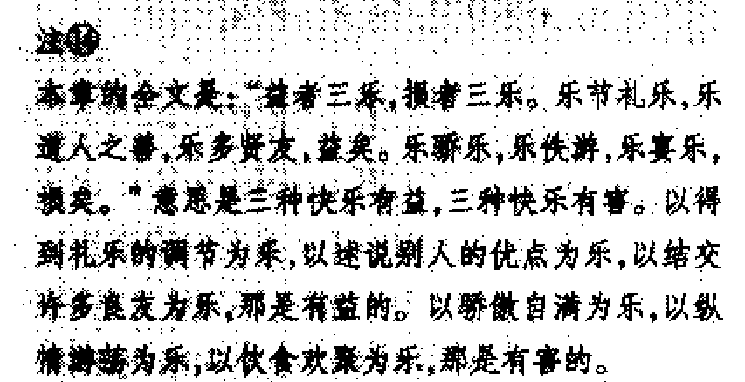 注⑭
本章的全文是：“益者三乐，损者三乐。乐节礼乐，乐
道人之善，乐多贤友，益矣。乐骄乐，乐佚游，乐宴乐，
损矣。”意思是三种快乐有益，三种快乐有害。以得
到礼乐的调节为乐，以述说别人的优点为乐，以结交
许多良友为乐，那是有益的。以骄傲自满为乐，以纵
情游荡为乐，以饮食欢聚为乐，那是有害的。